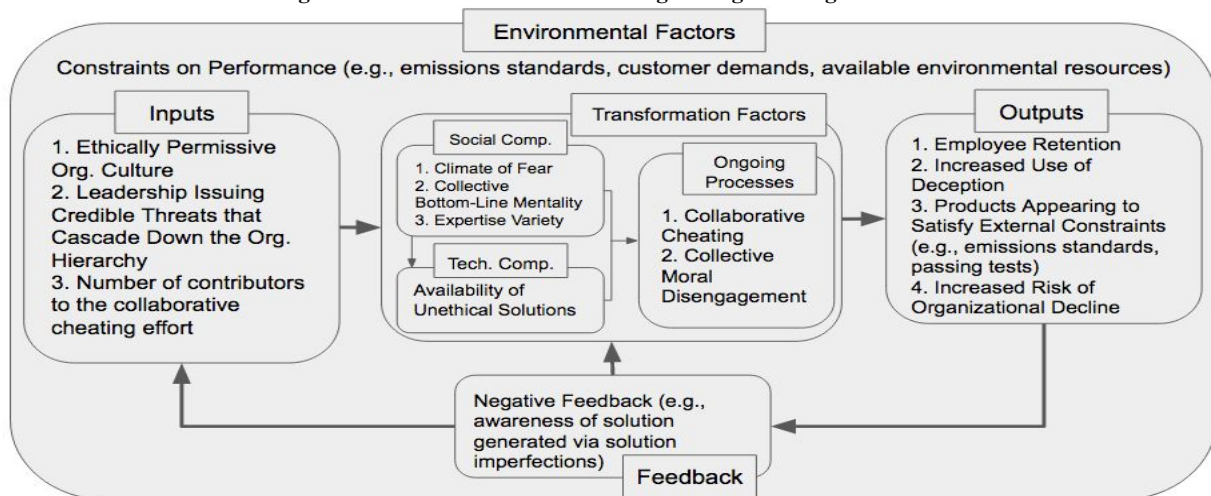 Environmental Factors
Constraints on Performance (e.g., emissions standards, customer demands, available environmental resources)
Inputs
1. Ethically Permissive
Org. Culture
2. Leadership Issuing
Credible Threats that
Cascade Down the Org.
Hierarchy
3. Number of contributors
to the collaborative
cheating effort
Transformation Factors
Social Comp.
1. Climate of Fear
2. Collective
Bottom-Line Mentality
3. Expertise Variety
Tech. Comp.
Availability of
Unethical Solutions
Ongoing
Processes
1. Collaborative
Cheating
2. Collective
Moral
Disengagement
Outputs
1. Employee Retention
2. Increased Use of
Deception
3. Products Appearing to
Satisfy External Constraints
(e.g., emissions standards,
passing tests)
4. Increased Risk of
Organizational Decline
Negative Feedback (e.g.,
awareness of solution
generated via solution
imperfections)
Feedback